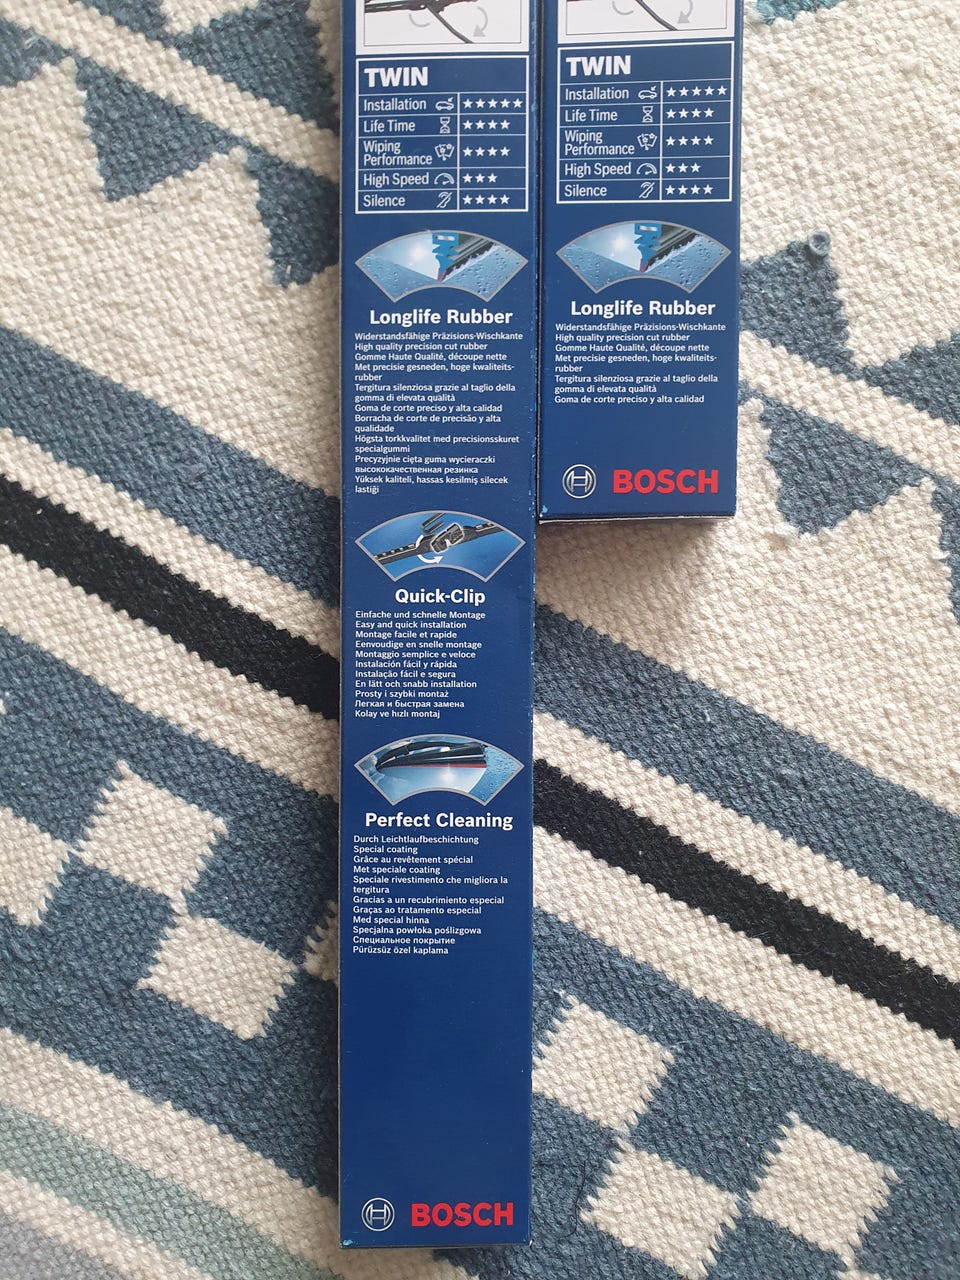 TWIN
Installation ★★★★★
Life Time ★★★★
Wiping
Performance ★★★★
High Speed ★★★
Silence ★★★★
Longlife Rubber
Widerstandsfähige Präzisions-Wischkante
High quality precision cut rubber
Gomme Haute Qualité, découpe nette
Met precisie gesneden, hoge kwaliteits-
rubber
Tergitura silenziosa grazie al taglio della
gomma di elevata qualità
Goma de corte preciso y alta calidad
Borracha de corte de precisão y alta
qualidade
Högsta torkkvalitet med precisionsskuret
specialgummi
Precyzyjnie cięta guma wycieraczki
высококачественная резинка
Yüksek kaliteli, hassas kesilmiş silecek
lastiği
Quick-Clip
Einfache und schnelle Montage
Easy and quick installation
Montage facile et rapide
Eenvoudige en snelle montage
Montaggio semplice e veloce
Instalación fácil y rápida
Instalação fácil e segura
En lätt och snabb installation
Prosty i szybki montaż
Легкая и быстрая замена
Kolay ve hızlı montaj
Perfect Cleaning
Durch Leichtlaufbeschichtung
Special coating
Grâce au revêtement spécial
Met speciale coating
Speciale rivestimento che migliora la
tergitura
Gracias a un recubrimiento especial
Graças ao tratamento especial
Med special hinna
Specjalna powłoka poślizgowa
Специальное покрытие
Pürüzsüz özel kaplama
BOSCH
TWIN
Installation ★★★★★
Life Time ★★★★
Wiping
Performance ★★★★
High Speed ★★★
Silence ★★★★
Longlife Rubber
Widerstandsfähige Präzisions-Wischkante
High quality precision cut rubber
Gomme Haute Qualité, découpe nette
Met precisie gesneden, hoge kwaliteits-
rubber
Tergitura silenziosa grazie al taglio della
gomma di elevata qualità
Goma de corte preciso y alta calidad
BOSCH